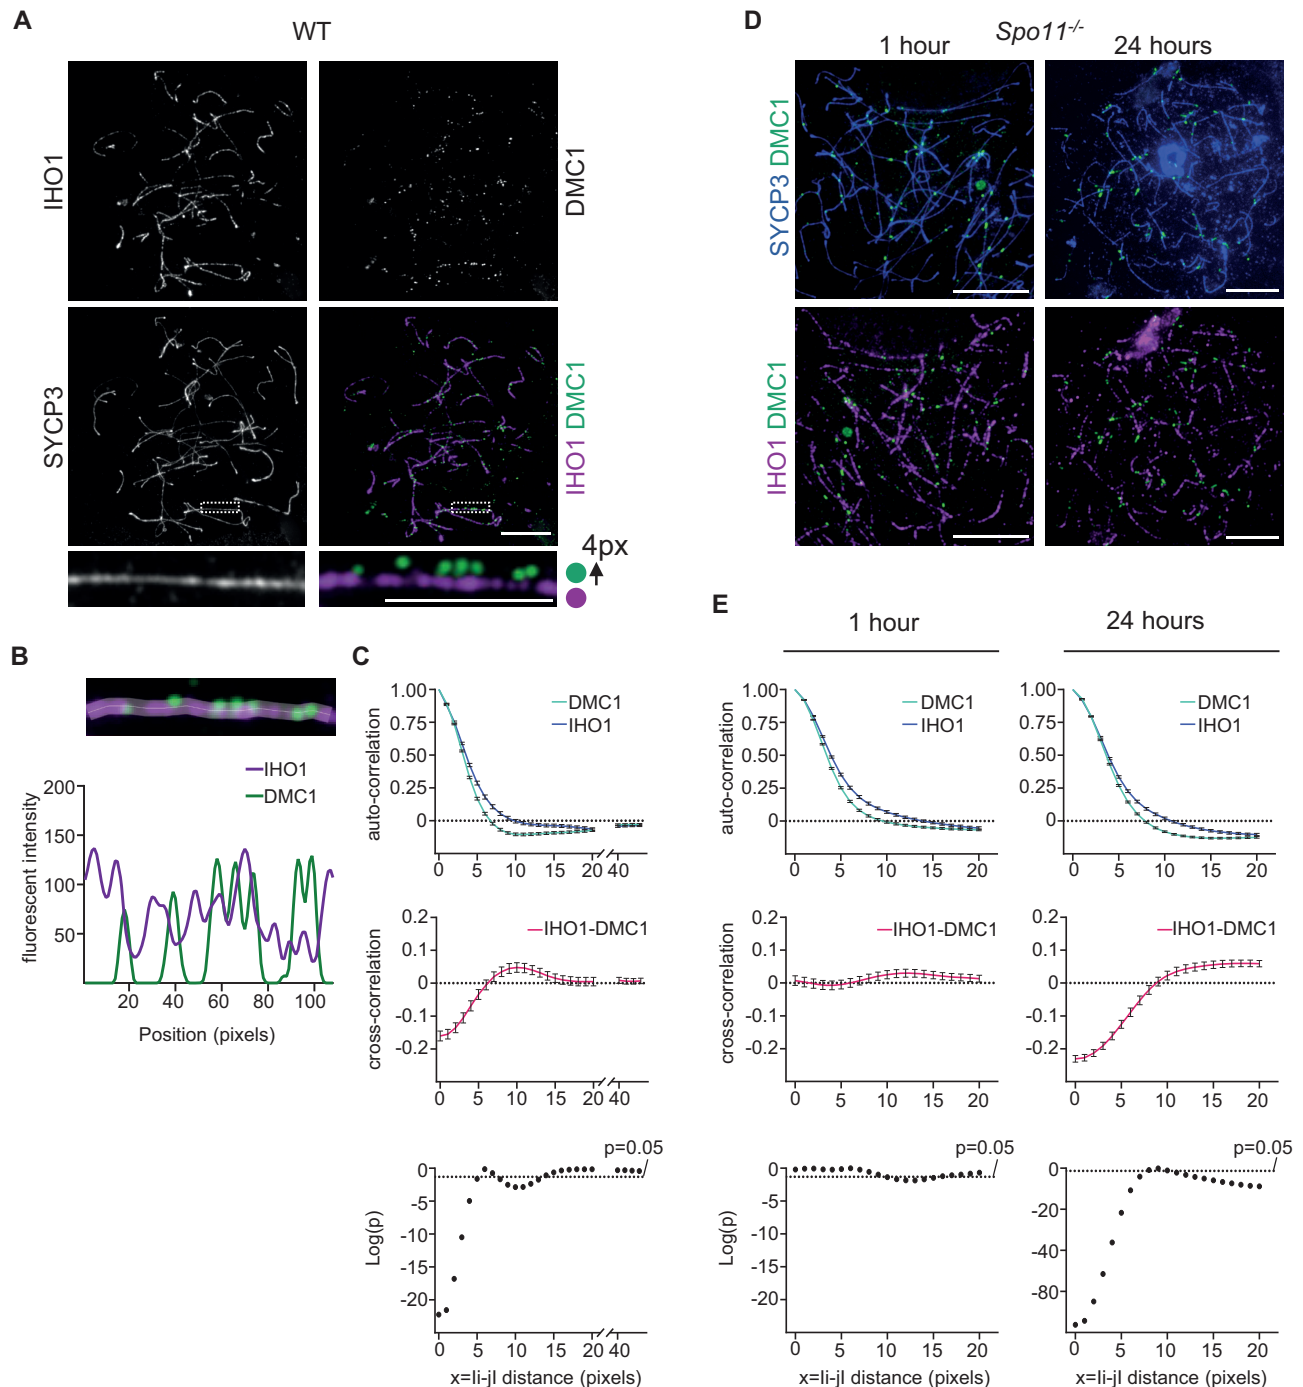 A
WT
IHO1
DMC1
SYCP3
IHO1 DMC1
4px
B
IHO1
DMC1
fluorescent intensity
200
150
100
50
20 40 60 80 100
Position (pixels)
C
auto-correlation
1.00
0.75
0.50
0.25
0
DMC1
IHO1
0 5 10 15 20 40
cross-correlation
0.2
0.1
0
-0.1
-0.2
IHO1-DMC1
0 5 10 15 20 40
p=0.05
Log(p)
0
-5
-10
-15
-20
0 5 10 15 20 40
x=Ii-jI distance (pixels)
D
Spo11-/-
1 hour 24 hours
SYCP3 DMC1
IHO1 DMC1
E
1 hour 24 hours
auto-correlation
1.00
0.75
0.50
0.25
0
DMC1
IHO1
0 5 10 15 20
1.00
0.75
0.50
0.25
0
DMC1
IHO1
0 5 10 15 20
cross-correlation
0.2
0.1
0
-0.1
-0.2
IHO1-DMC1
0 5 10 15 20
0.2
0.1
0
-0.1
-0.2
IHO1-DMC1
0 5 10 15 20
p=0.05
Log(p)
0
-5
-10
-15
-20
0 5 10 15 20
x=Ii-jI distance (pixels)
p=0.05
0
-20
-40
-80
0 5 10 15 20
x=Ii-jI distance (pixels)